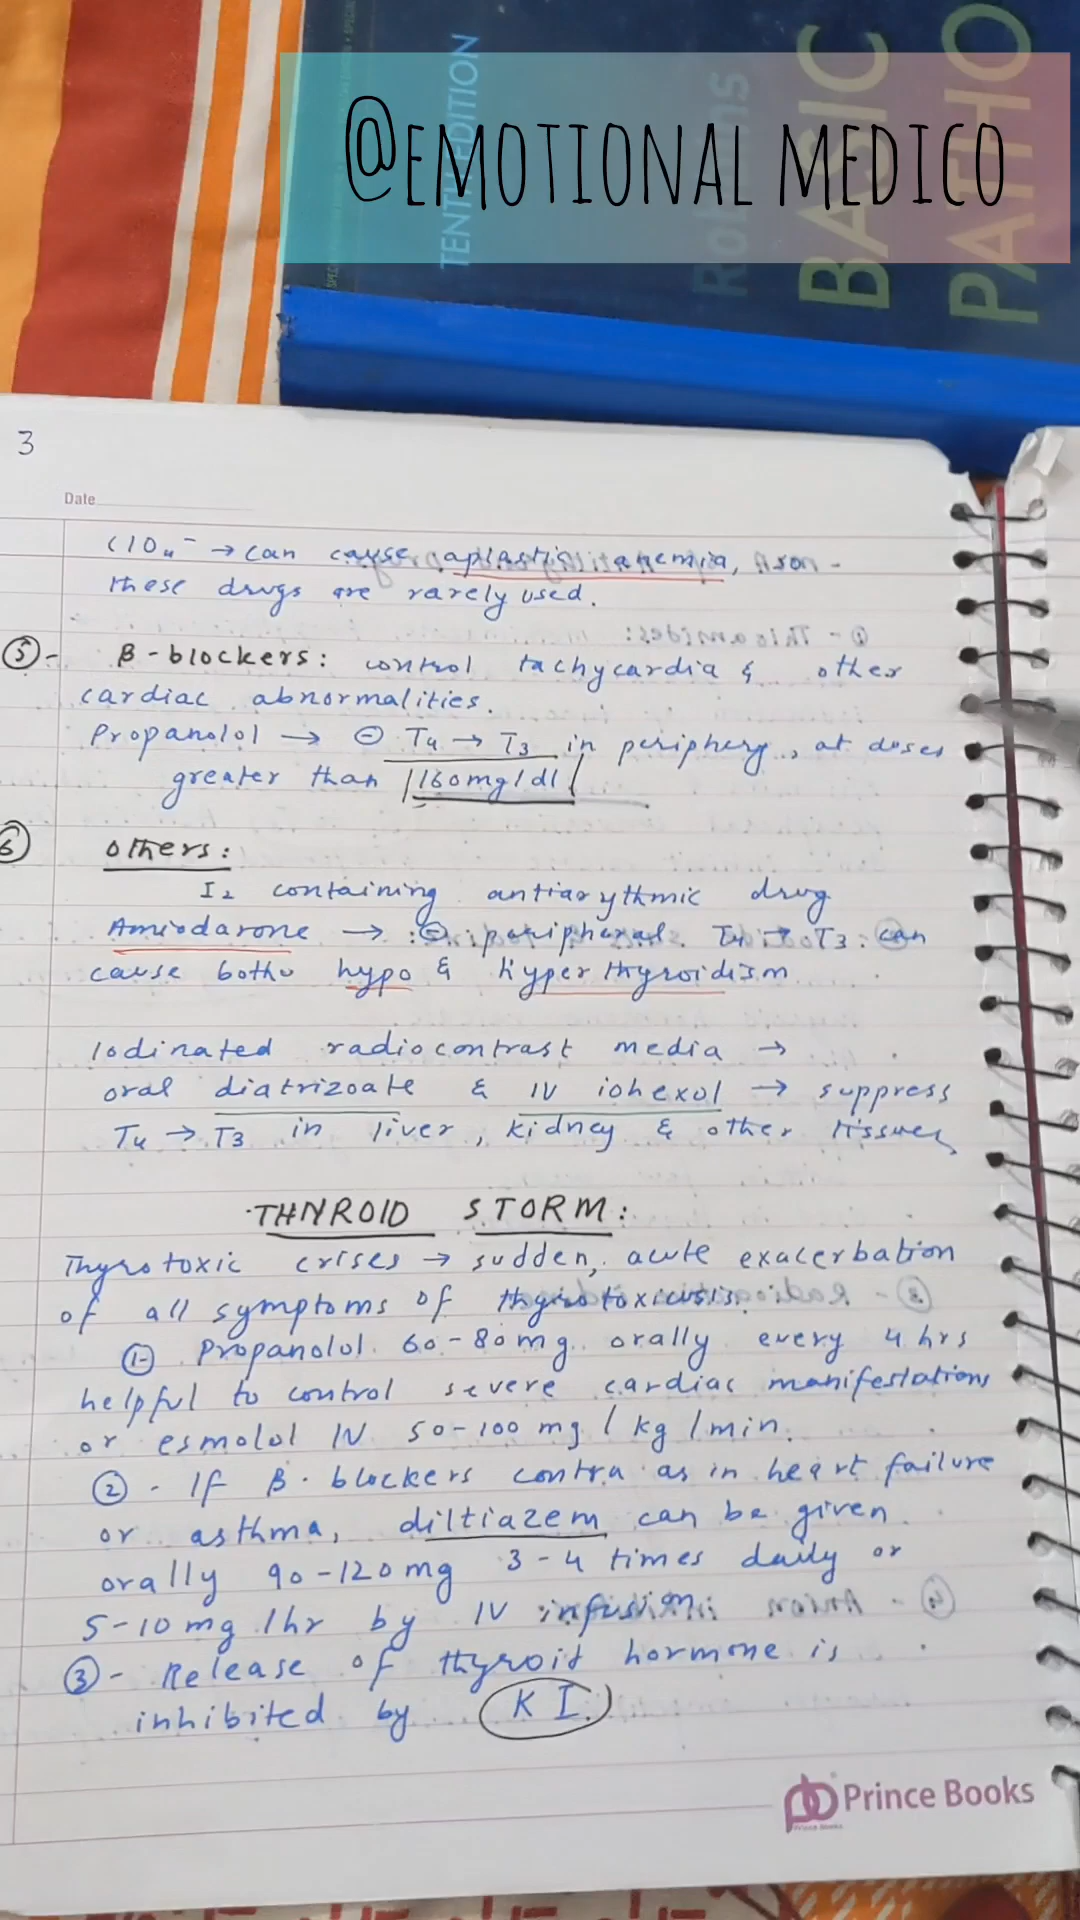 @EMOTIONAL MEDICO
TENTH EDITION
BASIC
PATHO
3
Date
ClO4⁻ → can cause aplastic anemia,
these drugs are rarely used.
⑤- β-blockers: control tachycardia & other
cardiac abnormalities.
Propanolol → ⊖ T4 → T3 in periphery, at doses
greater than 160mg/dl
⑥ Others:
I2 containing antiarythmic drug
Amiodarone → ⊖ peripheral T4 → T3. can
cause both hypo & hyperthyroidism
Iodinated radiocontrast media →
oral diatrizoate & IV iohexol → suppress
T4 → T3 in liver, kidney & other tissues
THYROID STORM:
Thyrotoxic crises → sudden, acute exacerbation
of all symptoms of thyrotoxicosis.
① Propanolol 60-80mg orally every 4 hrs
helpful to control severe cardiac manifestations
or esmolol IV 50-100 mg/kg/min.
② - If β-blockers contra as in heart failure
or asthma, diltiazem can be given
orally 90-120mg 3-4 times daily or
5-10mg/hr by IV infusion.
③- Release of thyroid hormone is
inhibited by KI.
Prince Books